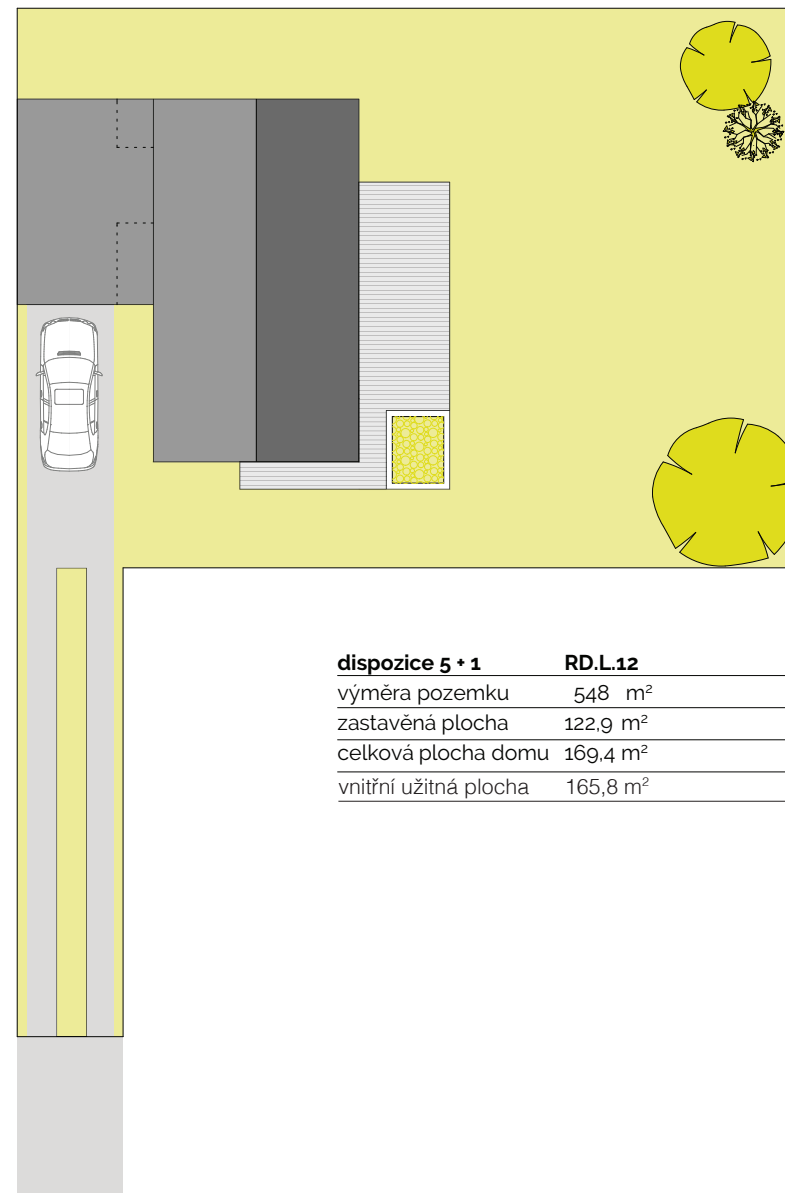 dispozice 5 + 1 RD.L.12
výměra pozemku 548 m²
zastavěná plocha 122,9 m²
celková plocha domu 169,4 m²
vnitřní užitná plocha 165,8 m²